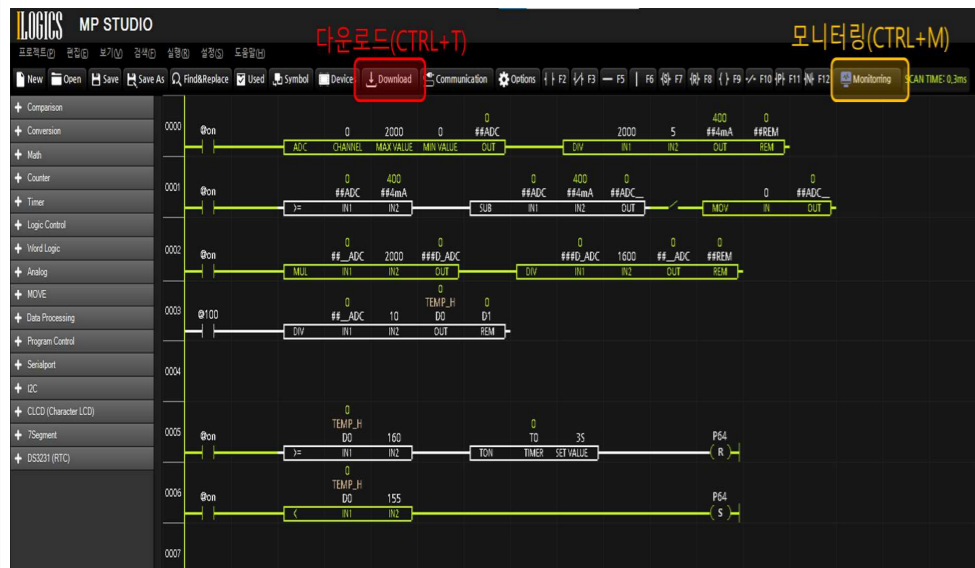 ILOGICS MP STUDIO
다운로드(CTRL+T)
모니터링(CTRL+M)
프로젝트(P) 편집(E) 보기(V) 검색(F) 실행(R) 설정(S) 도움말(H)
New Open Save Save As Find&Replace Used Symbol Device Download Communication Options F2 F3 F5 F6 {S} F7 {R} F8 { } F9 F10 {P} F11 {N} F12 Monitorring SCAN TIME: 0,3ms
+ Comparison
+ Conversion
+ Math
+ Counter
+ Timer
+ Logic Control
+ Word Logic
+ Analog
+ MOVE
+ Data Processing
+ Program Control
+ Serialport
+ I2C
+ CLCD (Character LCD)
+ 7Segment
+ DS3231 (RTC)
0 400 0
0000 @on 0 2000 0 ##ADC 2000 5 ##4mA ##REM
ADC CHANNEL MAX VALUE MIN VALUE OUT DIV IN1 IN2 OUT REM
0 400 0 400 0 0
0001 @on ##ADC ##4mA ##ADC ##4mA ##ADC__ 0 ##ADC__
>= IN1 IN2 SUB IN1 IN2 OUT MOV IN OUT
0 0 0 0 0
0002 @on ##__ADC 2000 ###D_ADC ###D_ADC 1600 ##__ADC ##REM
MUL IN1 IN2 OUT DIV IN1 IN2 OUT REM
0
0 TEMP_H 0
0003 @100 ##__ADC 10 D0 D1
DIV IN1 IN2 OUT REM
0004
0
TEMP_H 0
0005 @on D0 160 T0 3S P64
>= IN1 IN2 TON TIMER SET VALUE R
0
TEMP_H
0006 @on D0 155 P64
< IN1 IN2 S
0007